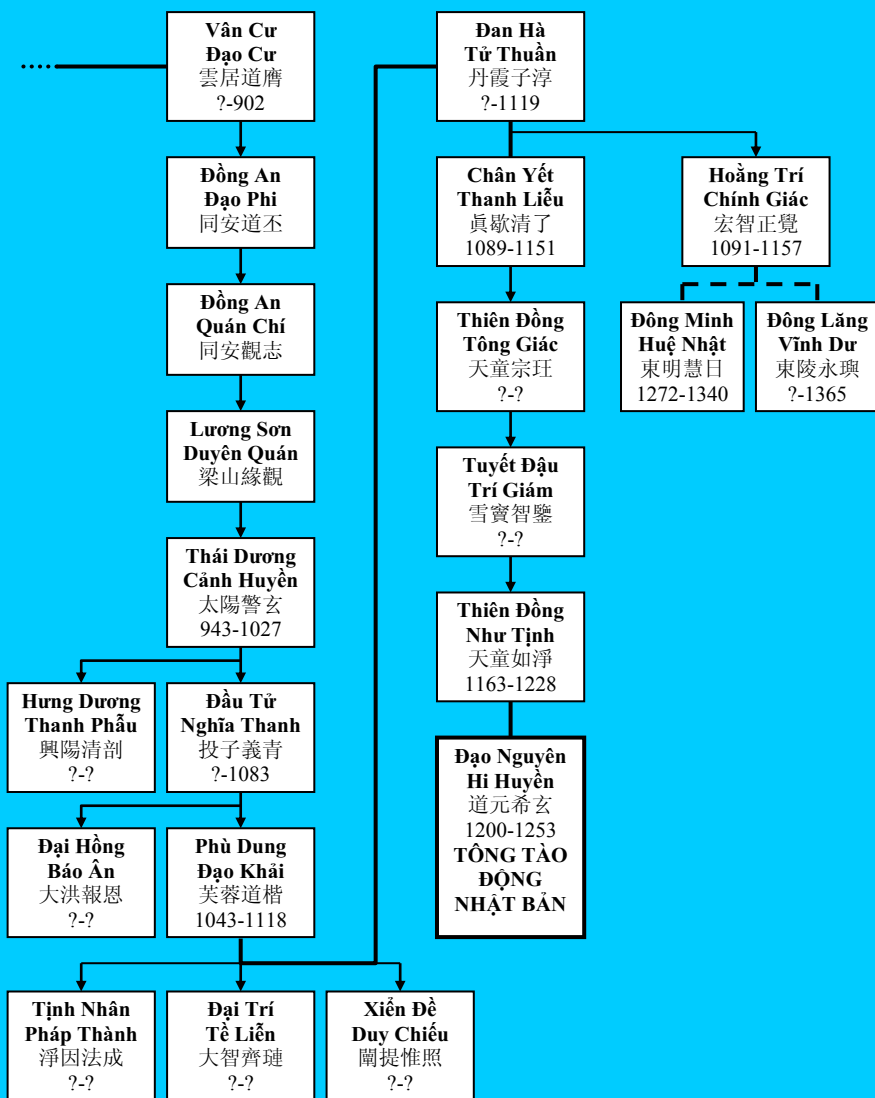 Vân Cư
Đạo Cư
雲居道膺
?-902
Đồng An
Đạo Phi
同安道丕
Đồng An
Quán Chí
同安觀志
Lương Sơn
Duyên Quán
梁山緣觀
Thái Dương
Cảnh Huyền
太陽警玄
943-1027
Hưng Dương
Thanh Phẫu
興陽清剖
?-?
Đầu Tử
Nghĩa Thanh
投子義青
?-1083
Đại Hồng
Báo Ân
大洪報恩
?-?
Phù Dung
Đạo Khải
芙蓉道楷
1043-1118
Tịnh Nhân
Pháp Thành
淨因法成
?-?
Đại Trí
Tề Liễn
大智齊璉
?-?
Xiển Đề
Duy Chiếu
闡提惟照
?-?
Đan Hà
Tử Thuần
丹霞子淳
?-1119
Chân Yết
Thanh Liễu
眞歇清了
1089-1151
Hoằng Trí
Chính Giác
宏智正覺
1091-1157
Thiên Đồng
Tông Giác
天童宗玨
?-?
Đông Minh
Huệ Nhật
東明慧日
1272-1340
Đông Lăng
Vĩnh Dư
東陵永璵
?-1365
Tuyết Đậu
Trí Giám
雪竇智鑒
?-?
Thiên Đồng
Như Tịnh
天童如淨
1163-1228
Đạo Nguyên
Hi Huyền
道元希玄
1200-1253
TÔNG TÀO
ĐỘNG
NHẬT BẢN